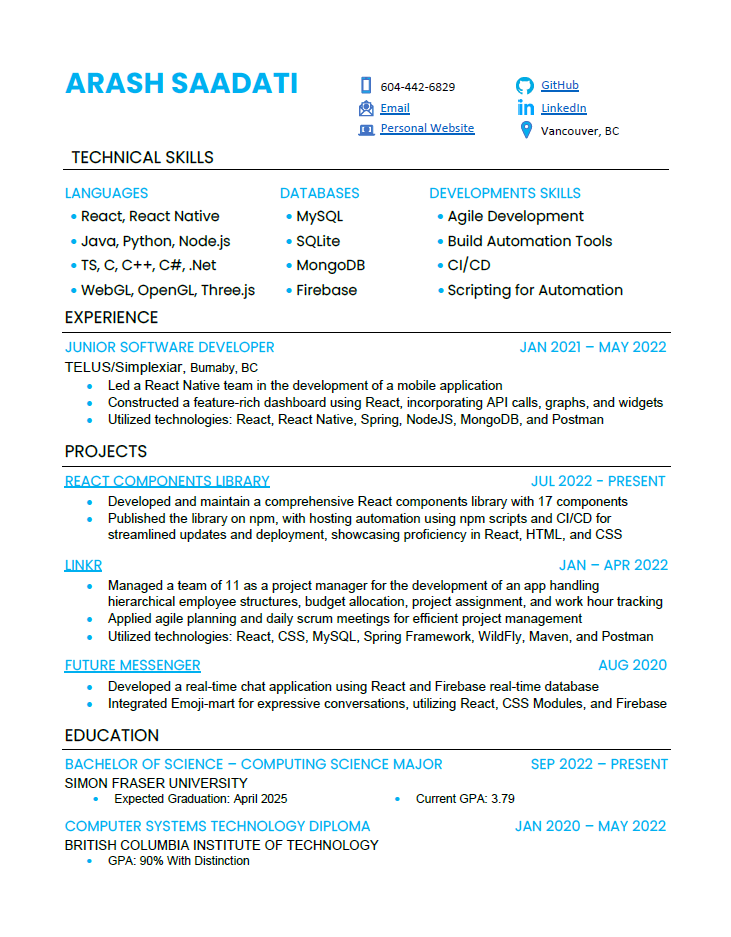 ARASH SAADATI
604-442-6829
GitHub
Email
LinkedIn
Personal Website
Vancouver, BC
TECHNICAL SKILLS
LANGUAGES
• React, React Native
• Java, Python, Node.js
• TS, C, C++, C#, .Net
• WebGL, OpenGL, Three.js
DATABASES
• MySQL
• SQLite
• MongoDB
• Firebase
DEVELOPMENTS SKILLS
• Agile Development
• Build Automation Tools
• CI/CD
• Scripting for Automation
EXPERIENCE
JUNIOR SOFTWARE DEVELOPER JAN 2021 – MAY 2022
TELUS/Simplexiar, Burnaby, BC
• Led a React Native team in the development of a mobile application
• Constructed a feature-rich dashboard using React, incorporating API calls, graphs, and widgets
• Utilized technologies: React, React Native, Spring, NodeJS, MongoDB, and Postman
PROJECTS
REACT COMPONENTS LIBRARY JUL 2022 - PRESENT
• Developed and maintain a comprehensive React components library with 17 components
• Published the library on npm, with hosting automation using npm scripts and CI/CD for
streamlined updates and deployment, showcasing proficiency in React, HTML, and CSS
LINKR JAN – APR 2022
• Managed a team of 11 as a project manager for the development of an app handling
hierarchical employee structures, budget allocation, project assignment, and work hour tracking
• Applied agile planning and daily scrum meetings for efficient project management
• Utilized technologies: React, CSS, MySQL, Spring Framework, WildFly, Maven, and Postman
FUTURE MESSENGER AUG 2020
• Developed a real-time chat application using React and Firebase real-time database
• Integrated Emoji-mart for expressive conversations, utilizing React, CSS Modules, and Firebase
EDUCATION
BACHELOR OF SCIENCE – COMPUTING SCIENCE MAJOR SEP 2022 – PRESENT
SIMON FRASER UNIVERSITY
• Expected Graduation: April 2025 • Current GPA: 3.79
COMPUTER SYSTEMS TECHNOLOGY DIPLOMA JAN 2020 – MAY 2022
BRITISH COLUMBIA INSTITUTE OF TECHNOLOGY
• GPA: 90% With Distinction